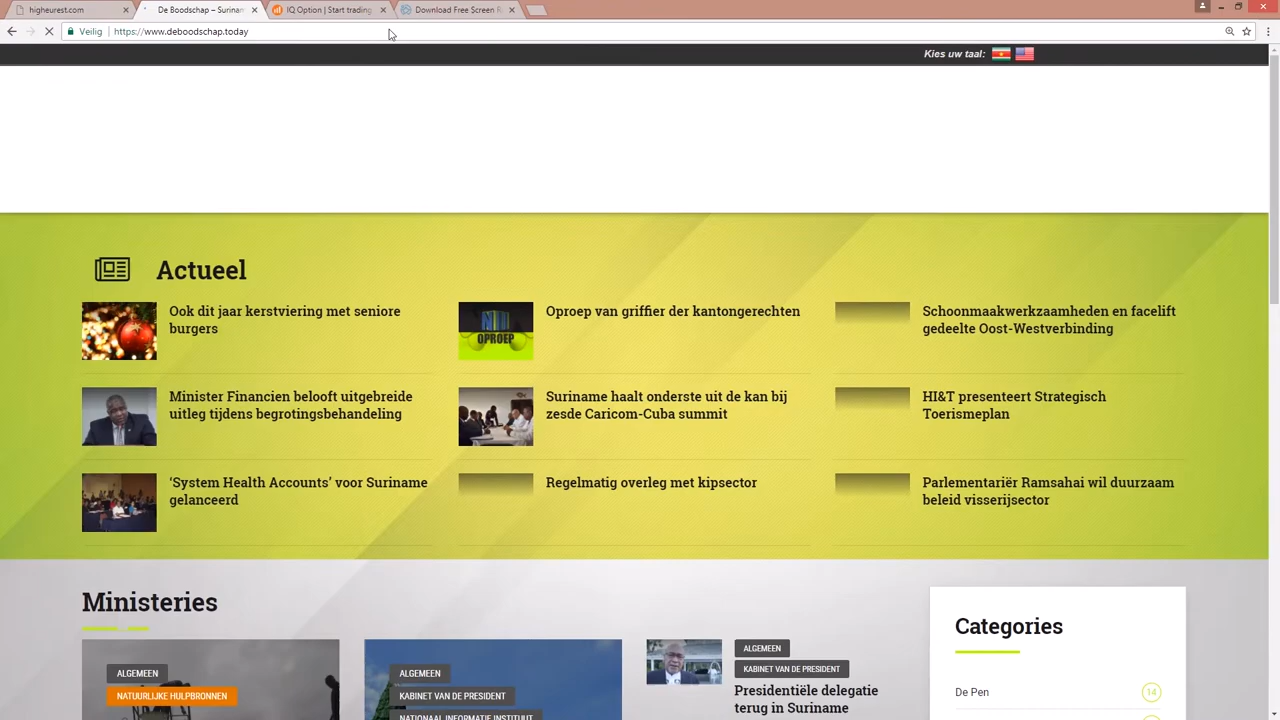 higheurest.com
De Boodschap – Surinam
IQ Option | Start trading
Download Free Screen R
Veilig
https://www.deboodschap.today
Kies uw taal:
Actueel
Ook dit jaar kerstviering met seniore
burgers
OPROEP
Oproep van griffier der kantongerechten
Schoonmaakwerkzaamheden en facelift
gedeelte Oost-Westverbinding
Minister Financien belooft uitgebreide
uitleg tijdens begrotingsbehandeling
Suriname haalt onderste uit de kan bij
zesde Caricom-Cuba summit
HI&T presenteert Strategisch
Toerismeplan
‘System Health Accounts’ voor Suriname
gelanceerd
Regelmatig overleg met kipsector
Parlementariër Ramsahai wil duurzaam
beleid visserijsector
Ministeries
ALGEMEEN
NATUURLIJKE HULPBRONNEN
ALGEMEEN
KABINET VAN DE PRESIDENT
NATIONAAL INFORMATIE INSTITUUT
ALGEMEEN
KABINET VAN DE PRESIDENT
Presidentiële delegatie
terug in Suriname
Categories
De Pen
14